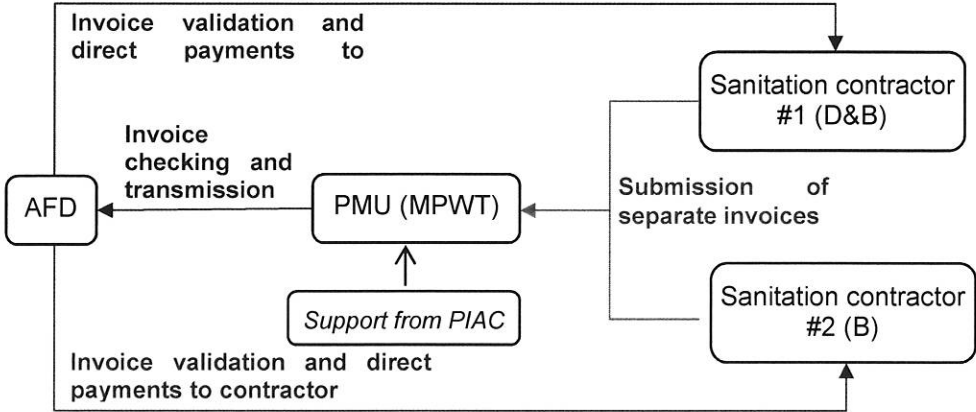 Invoice validation and
direct payments to
Sanitation contractor
#1 (D&B)
Invoice
checking and
transmission
AFD
PMU (MPWT)
Submission of
separate invoices
Support from PIAC
Sanitation contractor
#2 (B)
Invoice validation and direct
payments to contractor